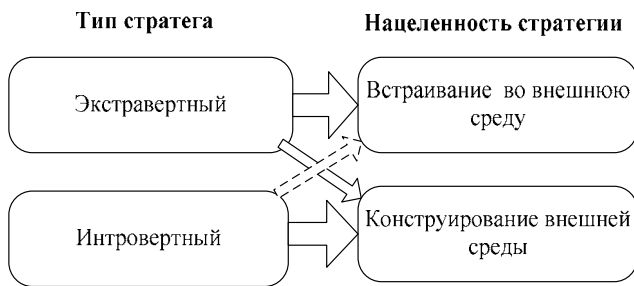 Тип стратега
Нацеленность стратегии
Экстравертный
Встраивание во внешнюю
среду
Интровертный
Конструирование внешней
среды